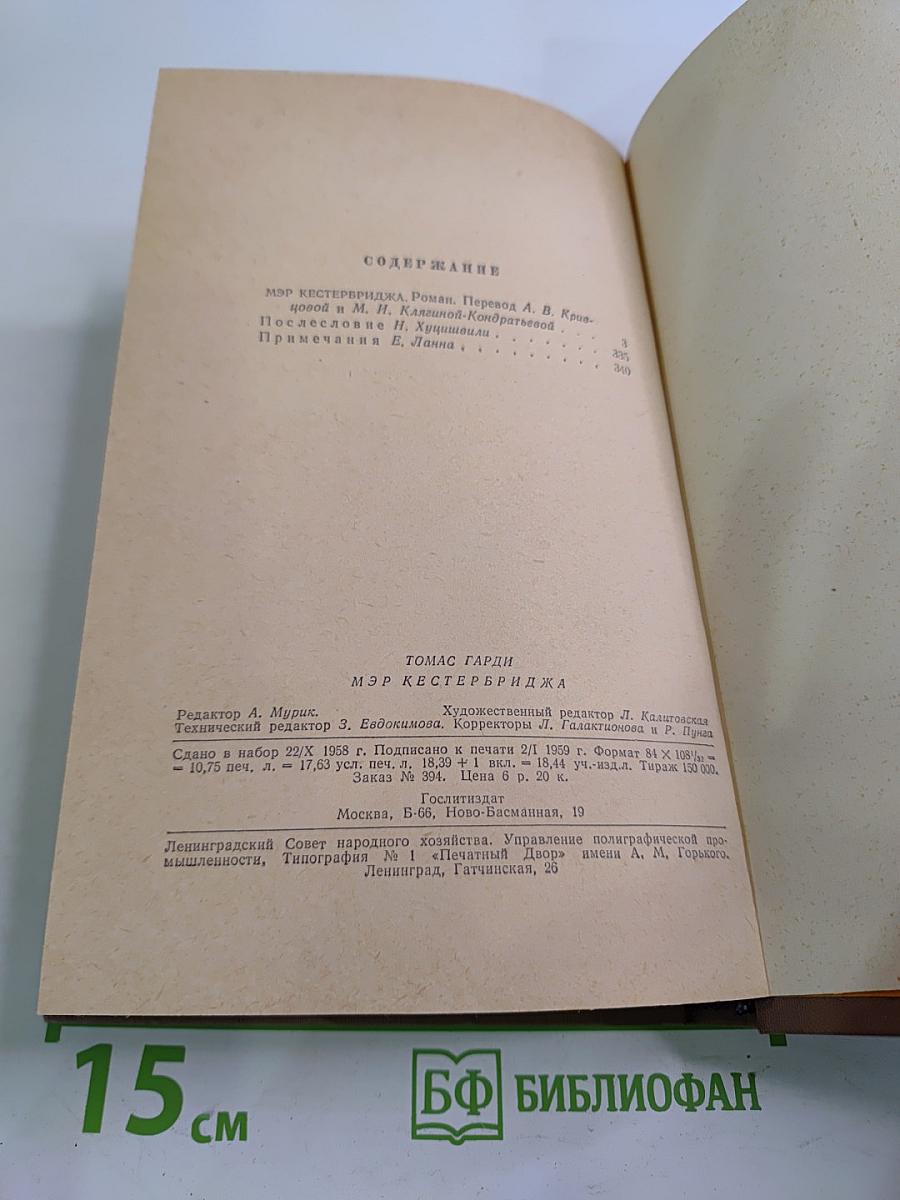 СОДЕРЖАНИЕ
МЭР КЕСТЕРБРИДЖА. Роман. Перевод А. В. Крив-
цовой и М. И. Клягиной-Кондратьевой . . 3
Послесловие Н. Хуцишвили . . . . . . . 335
Примечания Е. Ланна . . . . . . . . . 340
ТОМАС ГАРДИ
МЭР КЕСТЕРБРИДЖА
Редактор А. Мурик. Художественный редактор Л. Калитовская
Технический редактор З. Евдокимова. Корректоры Л. Галактионова и Р. Пунга
Сдано в набор 22/X 1958 г. Подписано к печати 2/I 1959 г. Формат 84 × 108¹/₃₂ =
= 10,75 печ. л. = 17,63 усл. печ. л. 18,39 + 1 вкл. = 18,44 уч.-изд.л. Тираж 150 000.
Заказ № 394. Цена 6 р. 20 к.
Гослитиздат
Москва, Б-66, Ново-Басманная, 19
Ленинградский Совет народного хозяйства. Управление полиграфической про-
мышленности, Типография № 1 «Печатный Двор» имени А. М. Горького.
Ленинград, Гатчинская, 26
15 см
БФ БИБЛИОФАН